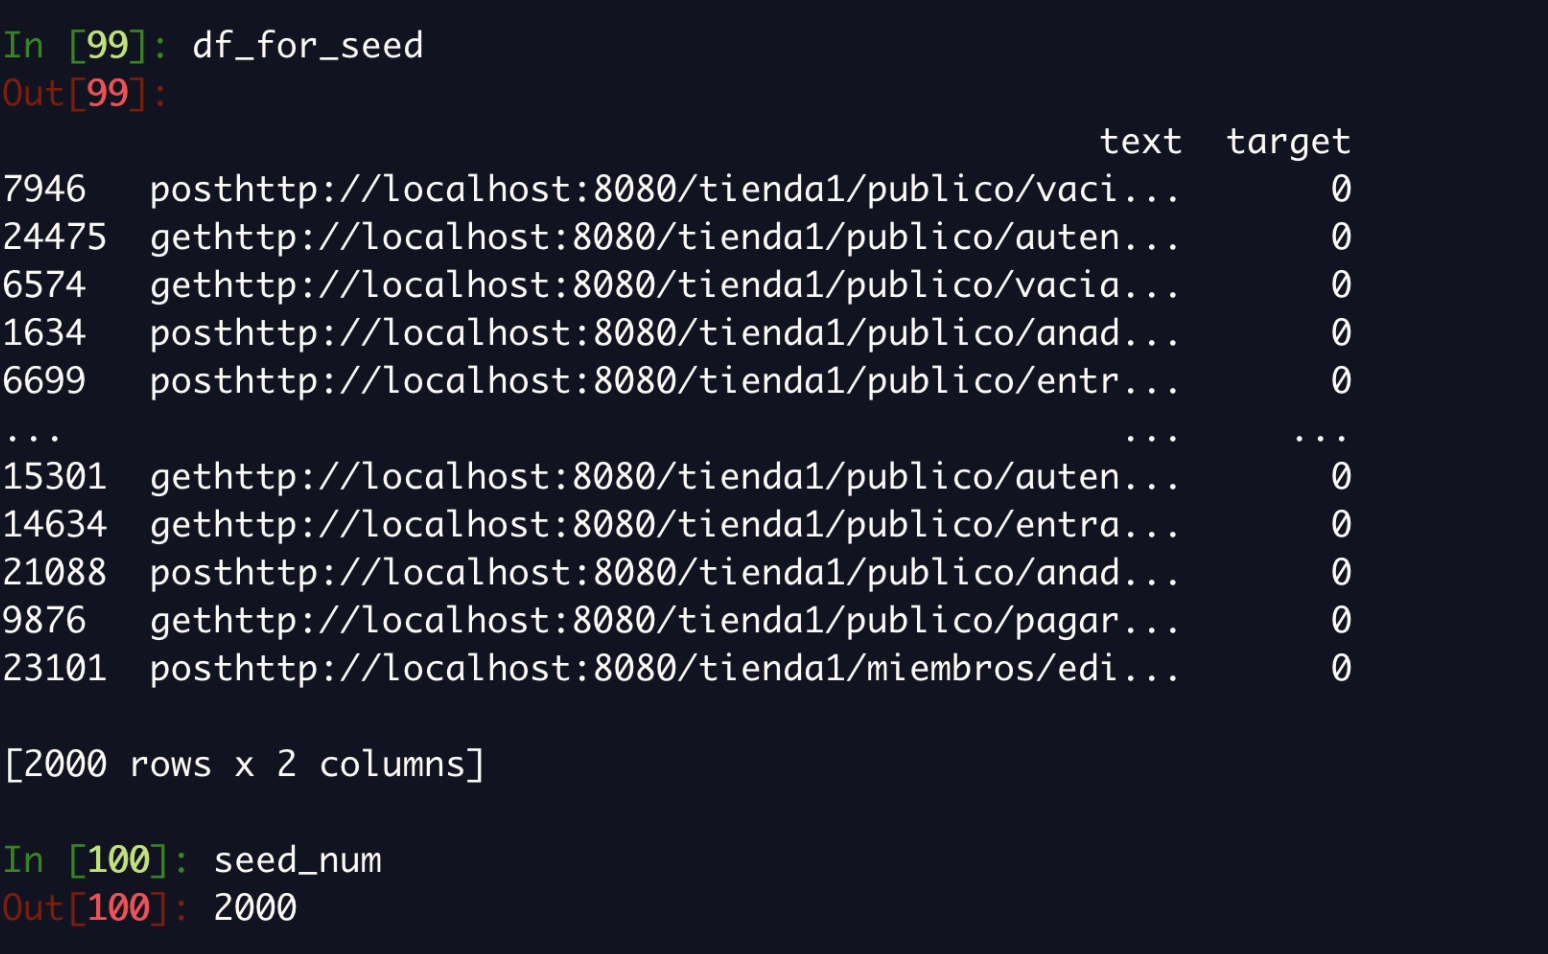 In [99]: df_for_seed
Out[99]:
text target
7946 posthttp://localhost:8080/tienda1/publico/vaci... 0
24475 gethttp://localhost:8080/tienda1/publico/auten... 0
6574 gethttp://localhost:8080/tienda1/publico/vacia... 0
1634 posthttp://localhost:8080/tienda1/publico/anad... 0
6699 posthttp://localhost:8080/tienda1/publico/entr... 0
... ... ...
15301 gethttp://localhost:8080/tienda1/publico/auten... 0
14634 gethttp://localhost:8080/tienda1/publico/entra... 0
21088 posthttp://localhost:8080/tienda1/publico/anad... 0
9876 gethttp://localhost:8080/tienda1/publico/pagar... 0
23101 posthttp://localhost:8080/tienda1/miembros/edi... 0
[2000 rows x 2 columns]
In [100]: seed_num
Out[100]: 2000